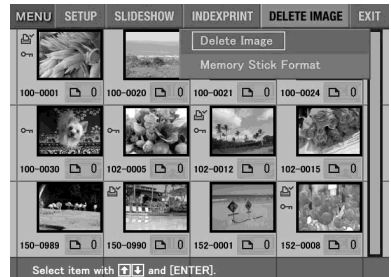 MENU SETUP SLIDESHOW INDEXPRINT DELETE IMAGE EXIT
Delete Image
Memory Stick Format
100-0001 0 100-0020 0 100-0021 0 100-0024 0
100-0030 0 102-0005 0 102-0012 0 102-0015 0
150-0989 0 150-0990 0 152-0001 0 152-0008 0
Select item with and [ENTER].